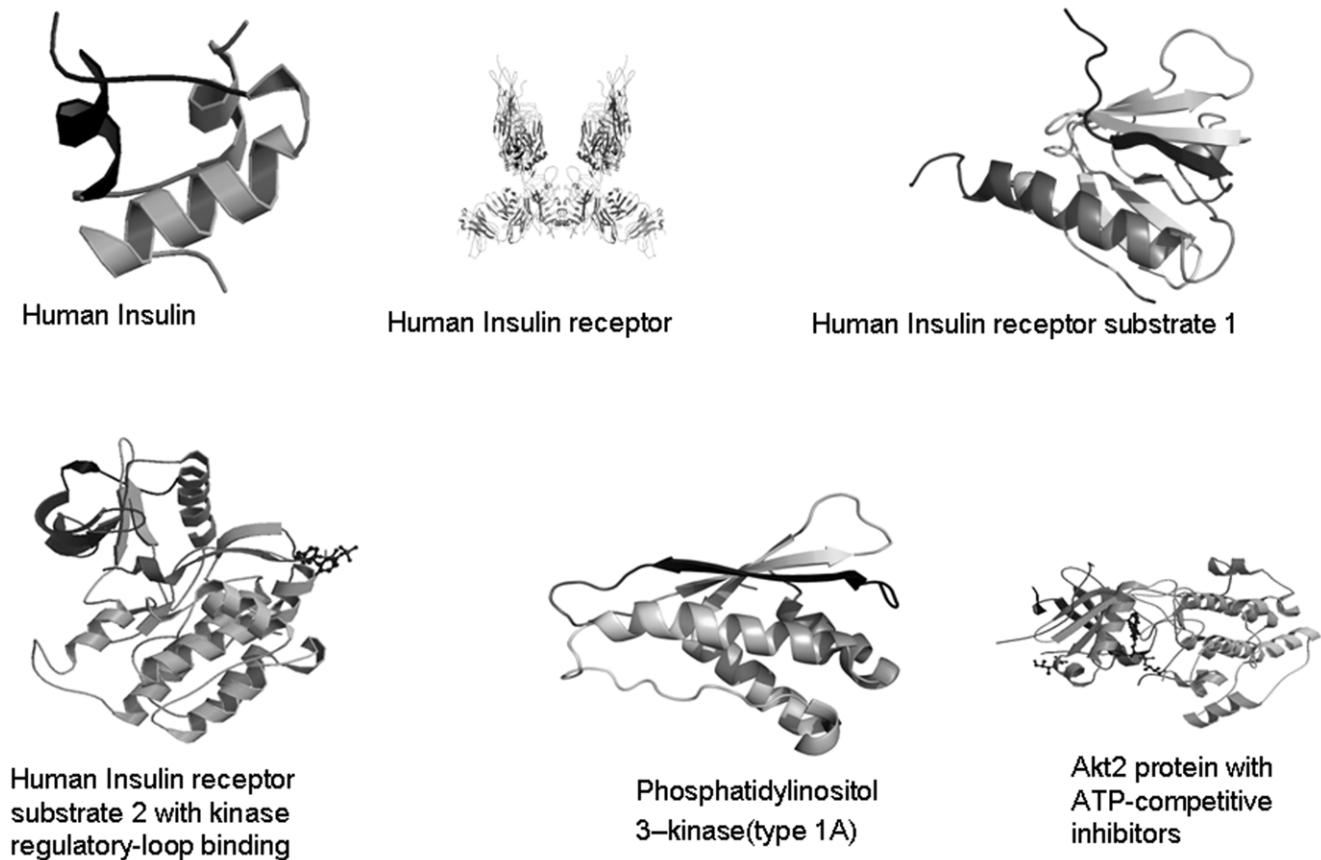 Human Insulin
Human Insulin receptor
Human Insulin receptor substrate 1
Human Insulin receptor
substrate 2 with kinase
regulatory-loop binding
Phosphatidylinositol
3–kinase(type 1A)
Akt2 protein with
ATP-competitive
inhibitors